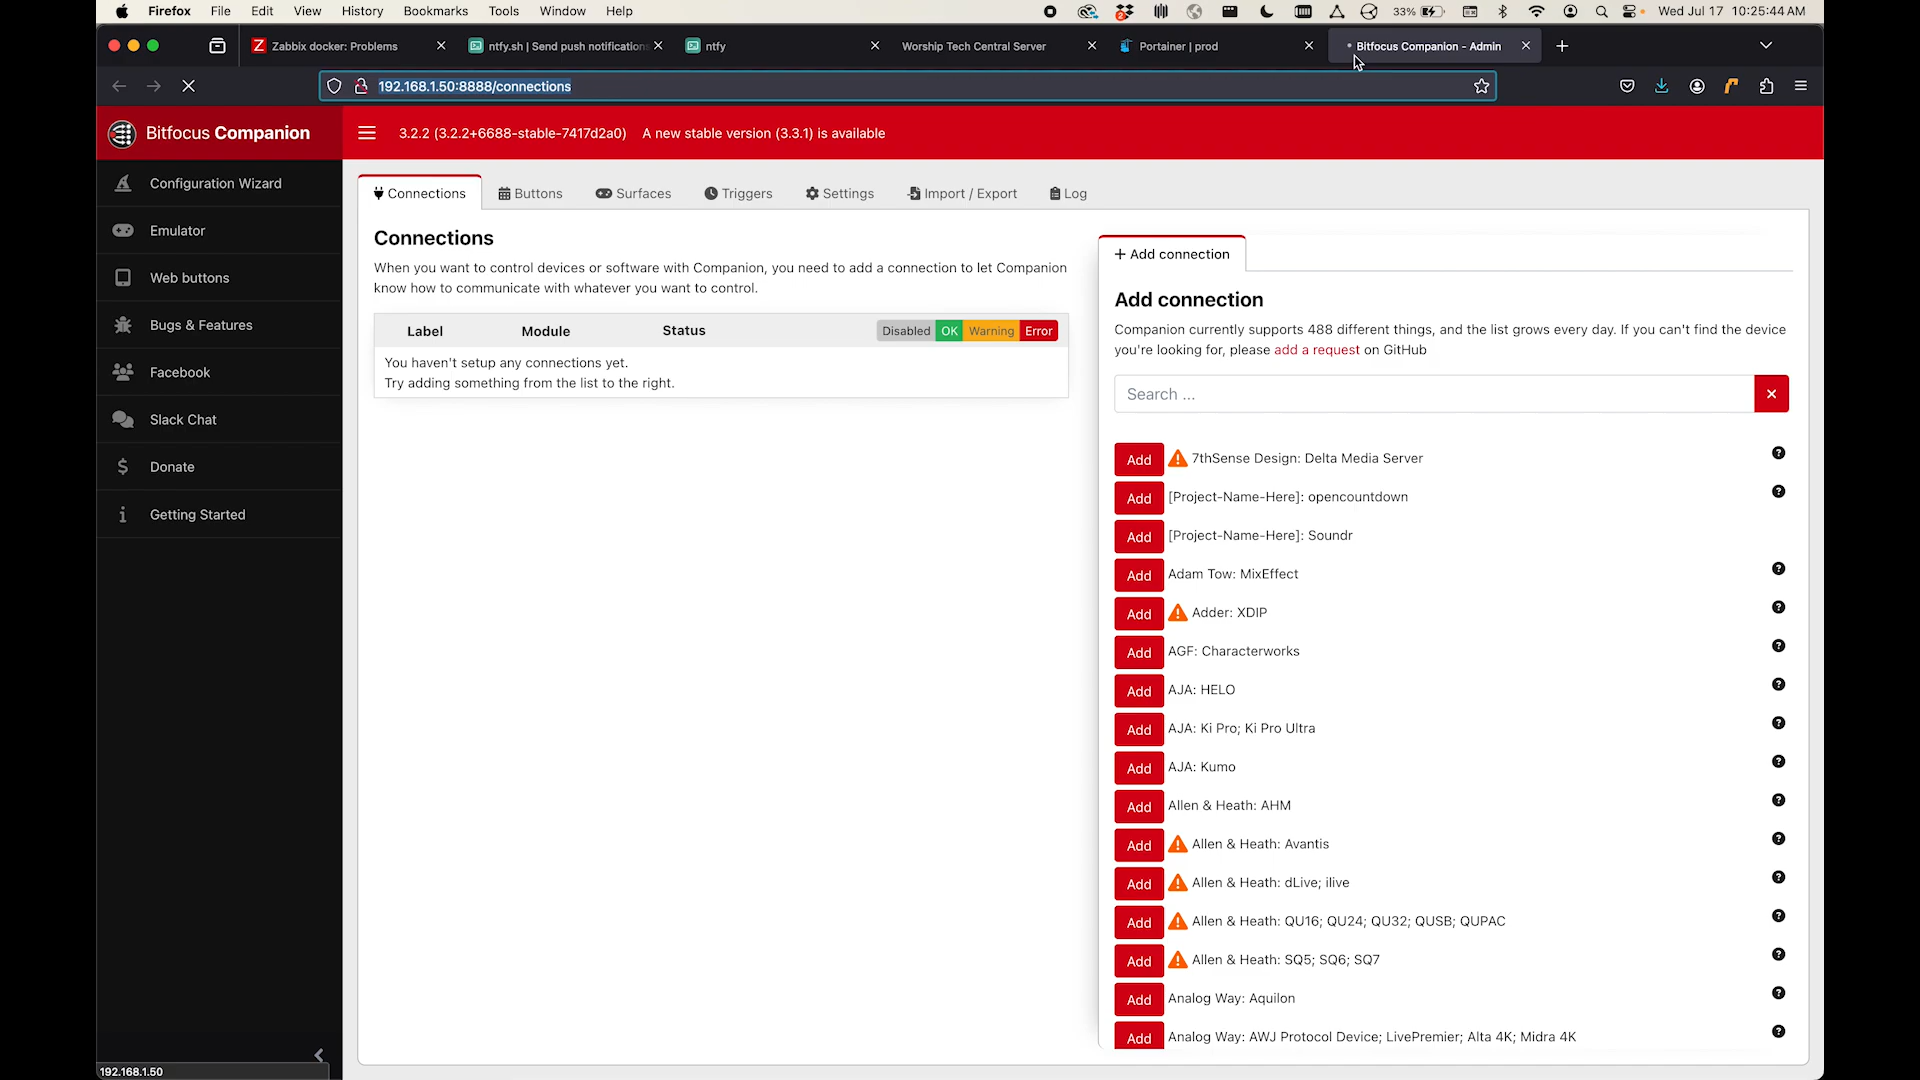 Firefox File Edit View History Bookmarks Tools Window Help 33% Wed Jul 17 10:25:44 AM
Zabbix docker: Problems ntfy.sh | Send push notifications ntfy Worship Tech Central Server Portainer | prod Bitfocus Companion - Admin
192.168.1.50:8888/connections
Bitfocus Companion 3.2.2 (3.2.2+6688-stable-7417d2a0) A new stable version (3.3.1) is available
Configuration Wizard
Emulator
Web buttons
Bugs & Features
Facebook
Slack Chat
Donate
Getting Started
Connections Buttons Surfaces Triggers Settings Import / Export Log
Connections
When you want to control devices or software with Companion, you need to add a connection to let Companion
know how to communicate with whatever you want to control.
Label Module Status Disabled OK Warning Error
You haven't setup any connections yet.
Try adding something from the list to the right.
+ Add connection
Add connection
Companion currently supports 488 different things, and the list grows every day. If you can't find the device
you're looking for, please add a request on GitHub
Search ...
Add 7thSense Design: Delta Media Server
Add [Project-Name-Here]: opencountdown
Add [Project-Name-Here]: Soundr
Add Adam Tow: MixEffect
Add Adder: XDIP
Add AGF: Characterworks
Add AJA: HELO
Add AJA: Ki Pro; Ki Pro Ultra
Add AJA: Kumo
Add Allen & Heath: AHM
Add Allen & Heath: Avantis
Add Allen & Heath: dLive; ilive
Add Allen & Heath: QU16; QU24; QU32; QUSB; QUPAC
Add Allen & Heath: SQ5; SQ6; SQ7
Add Analog Way: Aquilon
Add Analog Way: AWJ Protocol Device; LivePremier; Alta 4K; Midra 4K
192.168.1.50